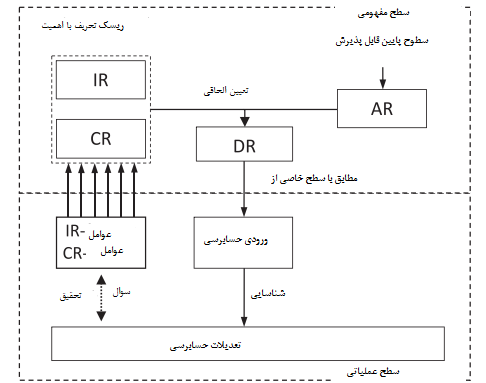 سطح مفهومی
ریسک تحریف با اهمیت
سطوح پایین قابل پذیرش
IR
تعیین الحاقی
AR
CR
DR
مطابق با سطح خاصی از
IR- عوامل
CR- عوامل
ورودی حسابرسی
سوال
تحقیق
شناسایی
تعدیلات حسابرسی
سطح عملیاتی